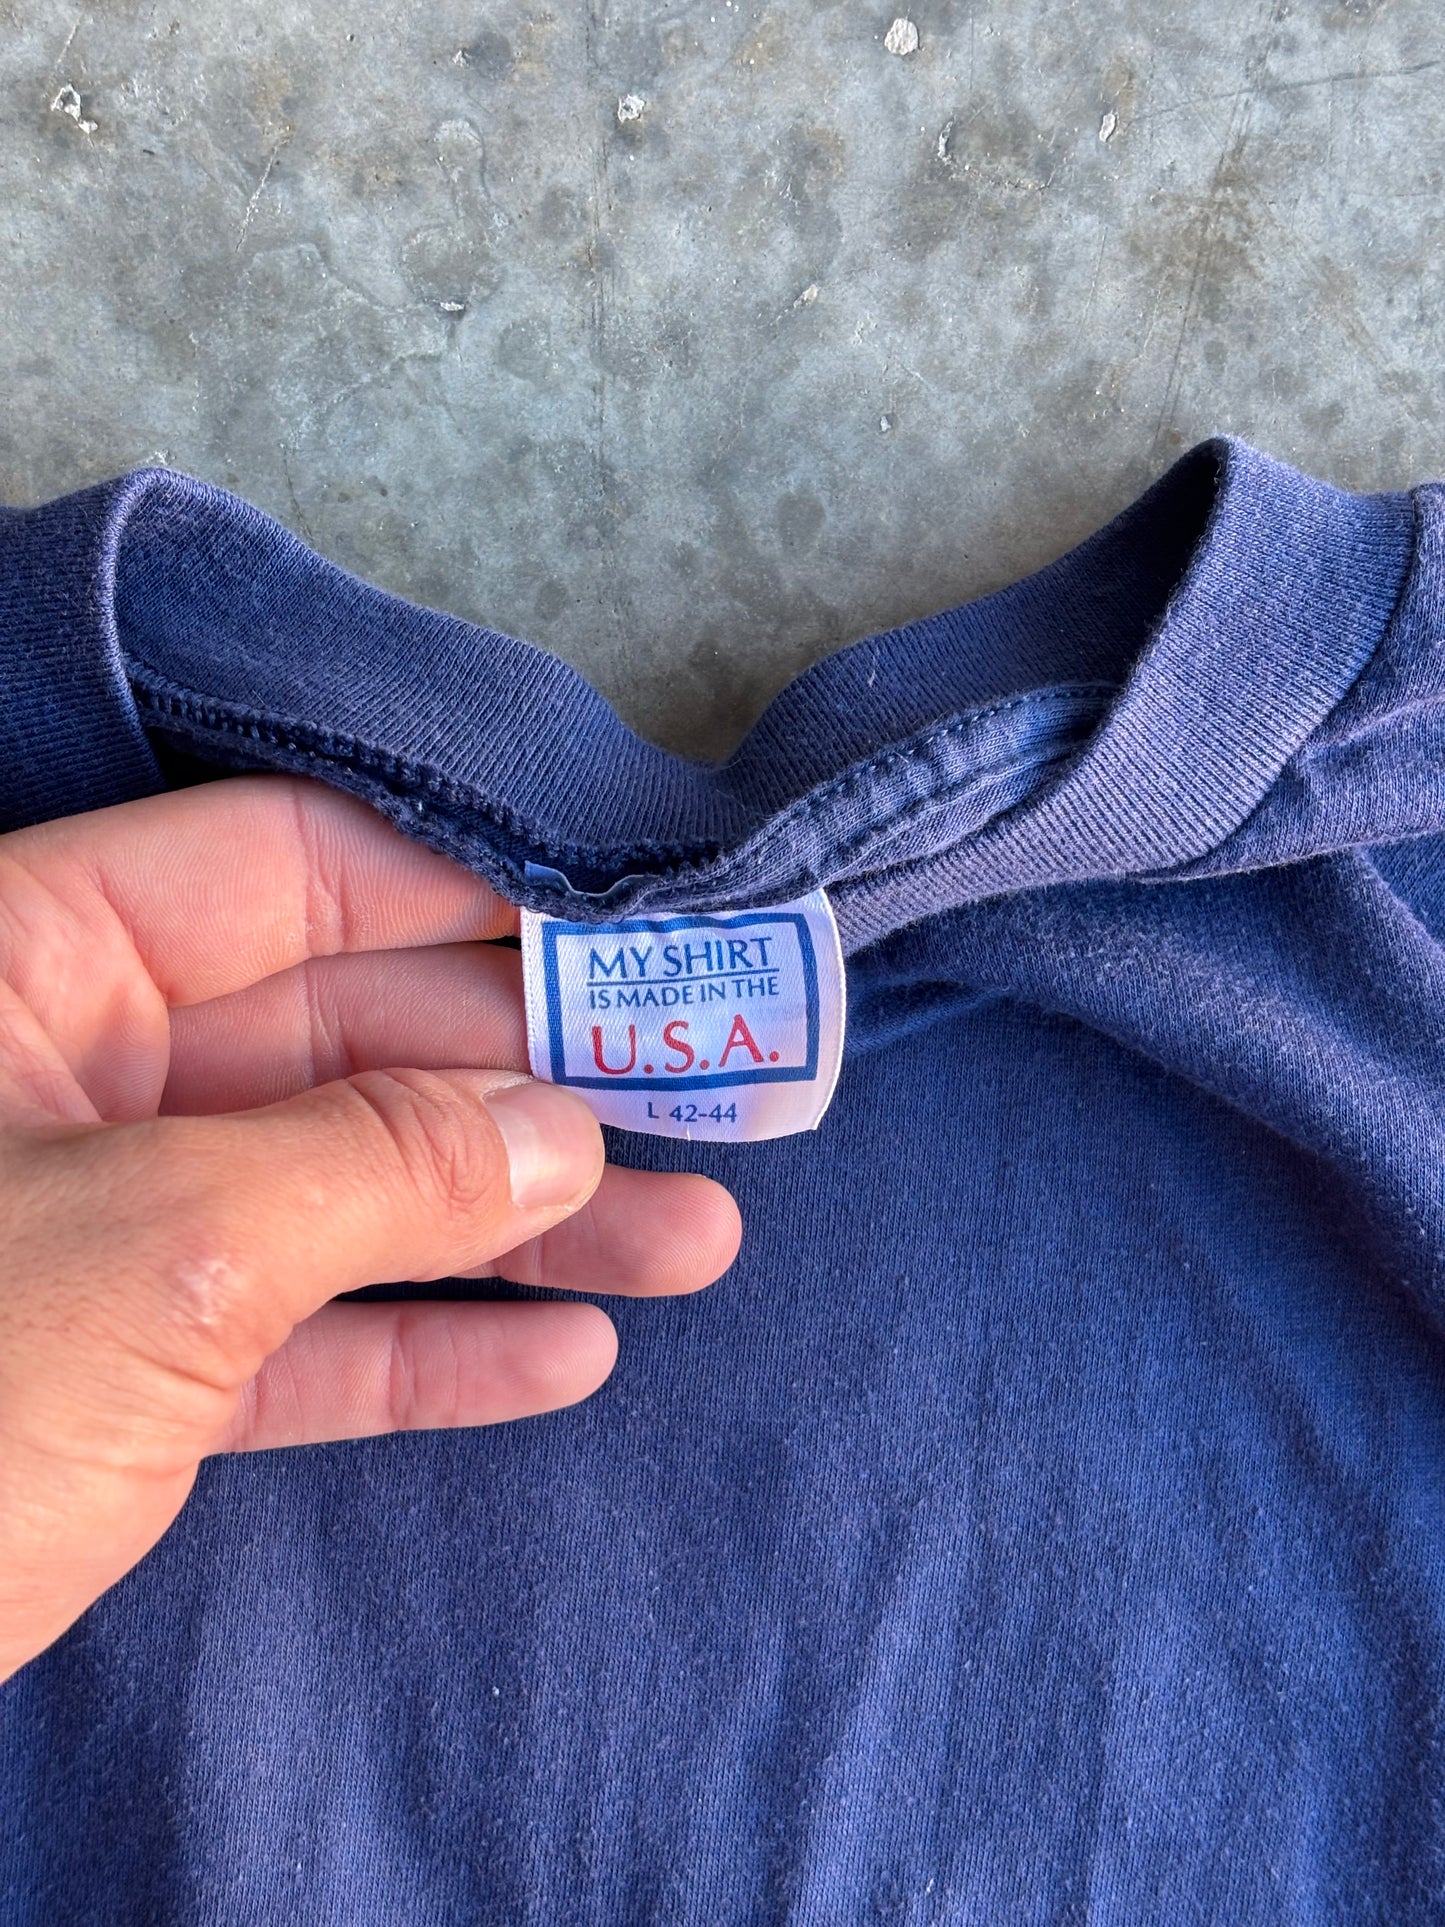 MY SHIRT
IS MADE IN THE
U.S.A.
L 42-44